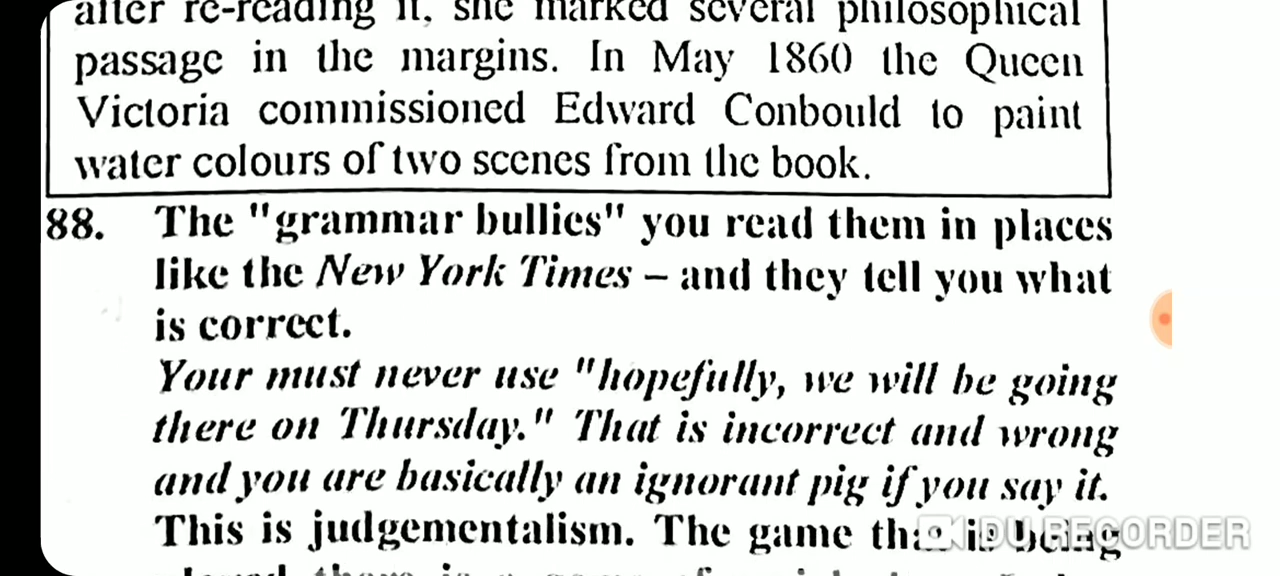 after re-reading it, she marked several philosophical
passage in the margins. In May 1860 the Queen
Victoria commissioned Edward Conbould to paint
water colours of two scenes from the book.
88. The "grammar bullies" you read them in places
like the New York Times – and they tell you what
is correct.
Your must never use "hopefully, we will be going
there on Thursday." That is incorrect and wrong
and you are basically an ignorant pig if you say it.
This is judgementalism. The game that is being
DU RECORDER